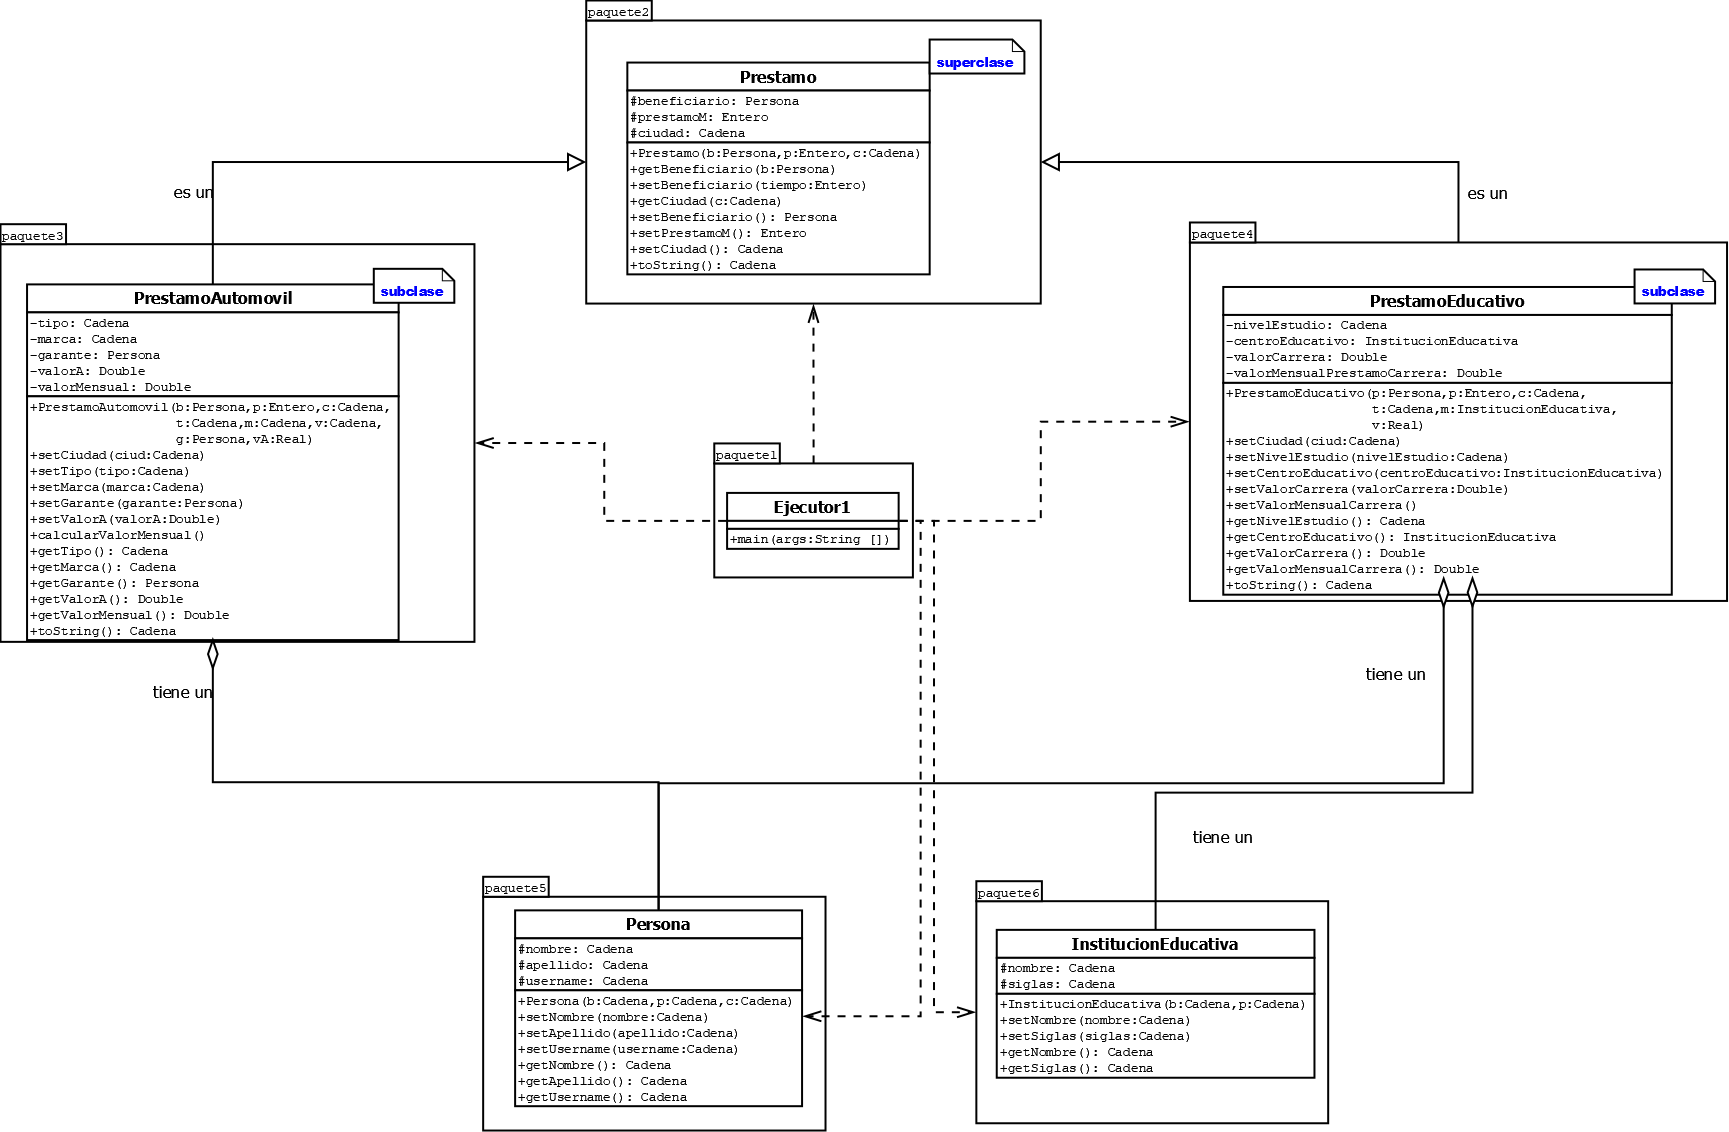 paquete2
superclase
Prestamo
#beneficiario: Persona
#prestamoM: Entero
#ciudad: Cadena
+Prestamo(b:Persona,p:Entero,c:Cadena)
+getBeneficiario(b:Persona)
+setBeneficiario(tiempo:Entero)
+getCiudad(c:Cadena)
+setBeneficiario(): Persona
+setPrestamoM(): Entero
+setCiudad(): Cadena
+toString(): Cadena
es un
es un
paquete3
subclase
PrestamoAutomovil
-tipo: Cadena
-marca: Cadena
-garante: Persona
-valorA: Double
-valorMensual: Double
+PrestamoAutomovil(b:Persona,p:Entero,c:Cadena,
t:Cadena,m:Cadena,v:Cadena,
g:Persona,vA:Real)
+setCiudad(ciud:Cadena)
+setTipo(tipo:Cadena)
+setMarca(marca:Cadena)
+setGarante(garante:Persona)
+setValorA(valorA:Double)
+calcularValorMensual()
+getTipo(): Cadena
+getMarca(): Cadena
+getGarante(): Persona
+getValorA(): Double
+getValorMensual(): Double
+toString(): Cadena
paquete4
subclase
PrestamoEducativo
-nivelEstudio: Cadena
-centroEducativo: InstitucionEducativa
-valorCarrera: Double
-valorMensualPrestamoCarrera: Double
+PrestamoEducativo(p:Persona,p:Entero,c:Cadena,
t:Cadena,m:InstitucionEducativa,
v:Real)
+setCiudad(ciud:Cadena)
+setNivelEstudio(nivelEstudio:Cadena)
+setCentroEducativo(centroEducativo:InstitucionEducativa)
+setValorCarrera(valorCarrera:Double)
+setValorMensualCarrera()
+getNivelEstudio(): Cadena
+getCentroEducativo(): InstitucionEducativa
+getValorCarrera(): Double
+getValorMensualCarrera(): Double
+toString(): Cadena
paquete1
Ejecutor1
+main(args:String [])
tiene un
tiene un
tiene un
paquete5
Persona
#nombre: Cadena
#apellido: Cadena
#username: Cadena
+Persona(b:Cadena,p:Cadena,c:Cadena)
+setNombre(nombre:Cadena)
+setApellido(apellido:Cadena)
+setUsername(username:Cadena)
+getNombre(): Cadena
+getApellido(): Cadena
+getUsername(): Cadena
paquete6
InstitucionEducativa
#nombre: Cadena
#siglas: Cadena
+InstitucionEducativa(b:Cadena,p:Cadena)
+setNombre(nombre:Cadena)
+setSiglas(siglas:Cadena)
+getNombre(): Cadena
+getSiglas(): Cadena